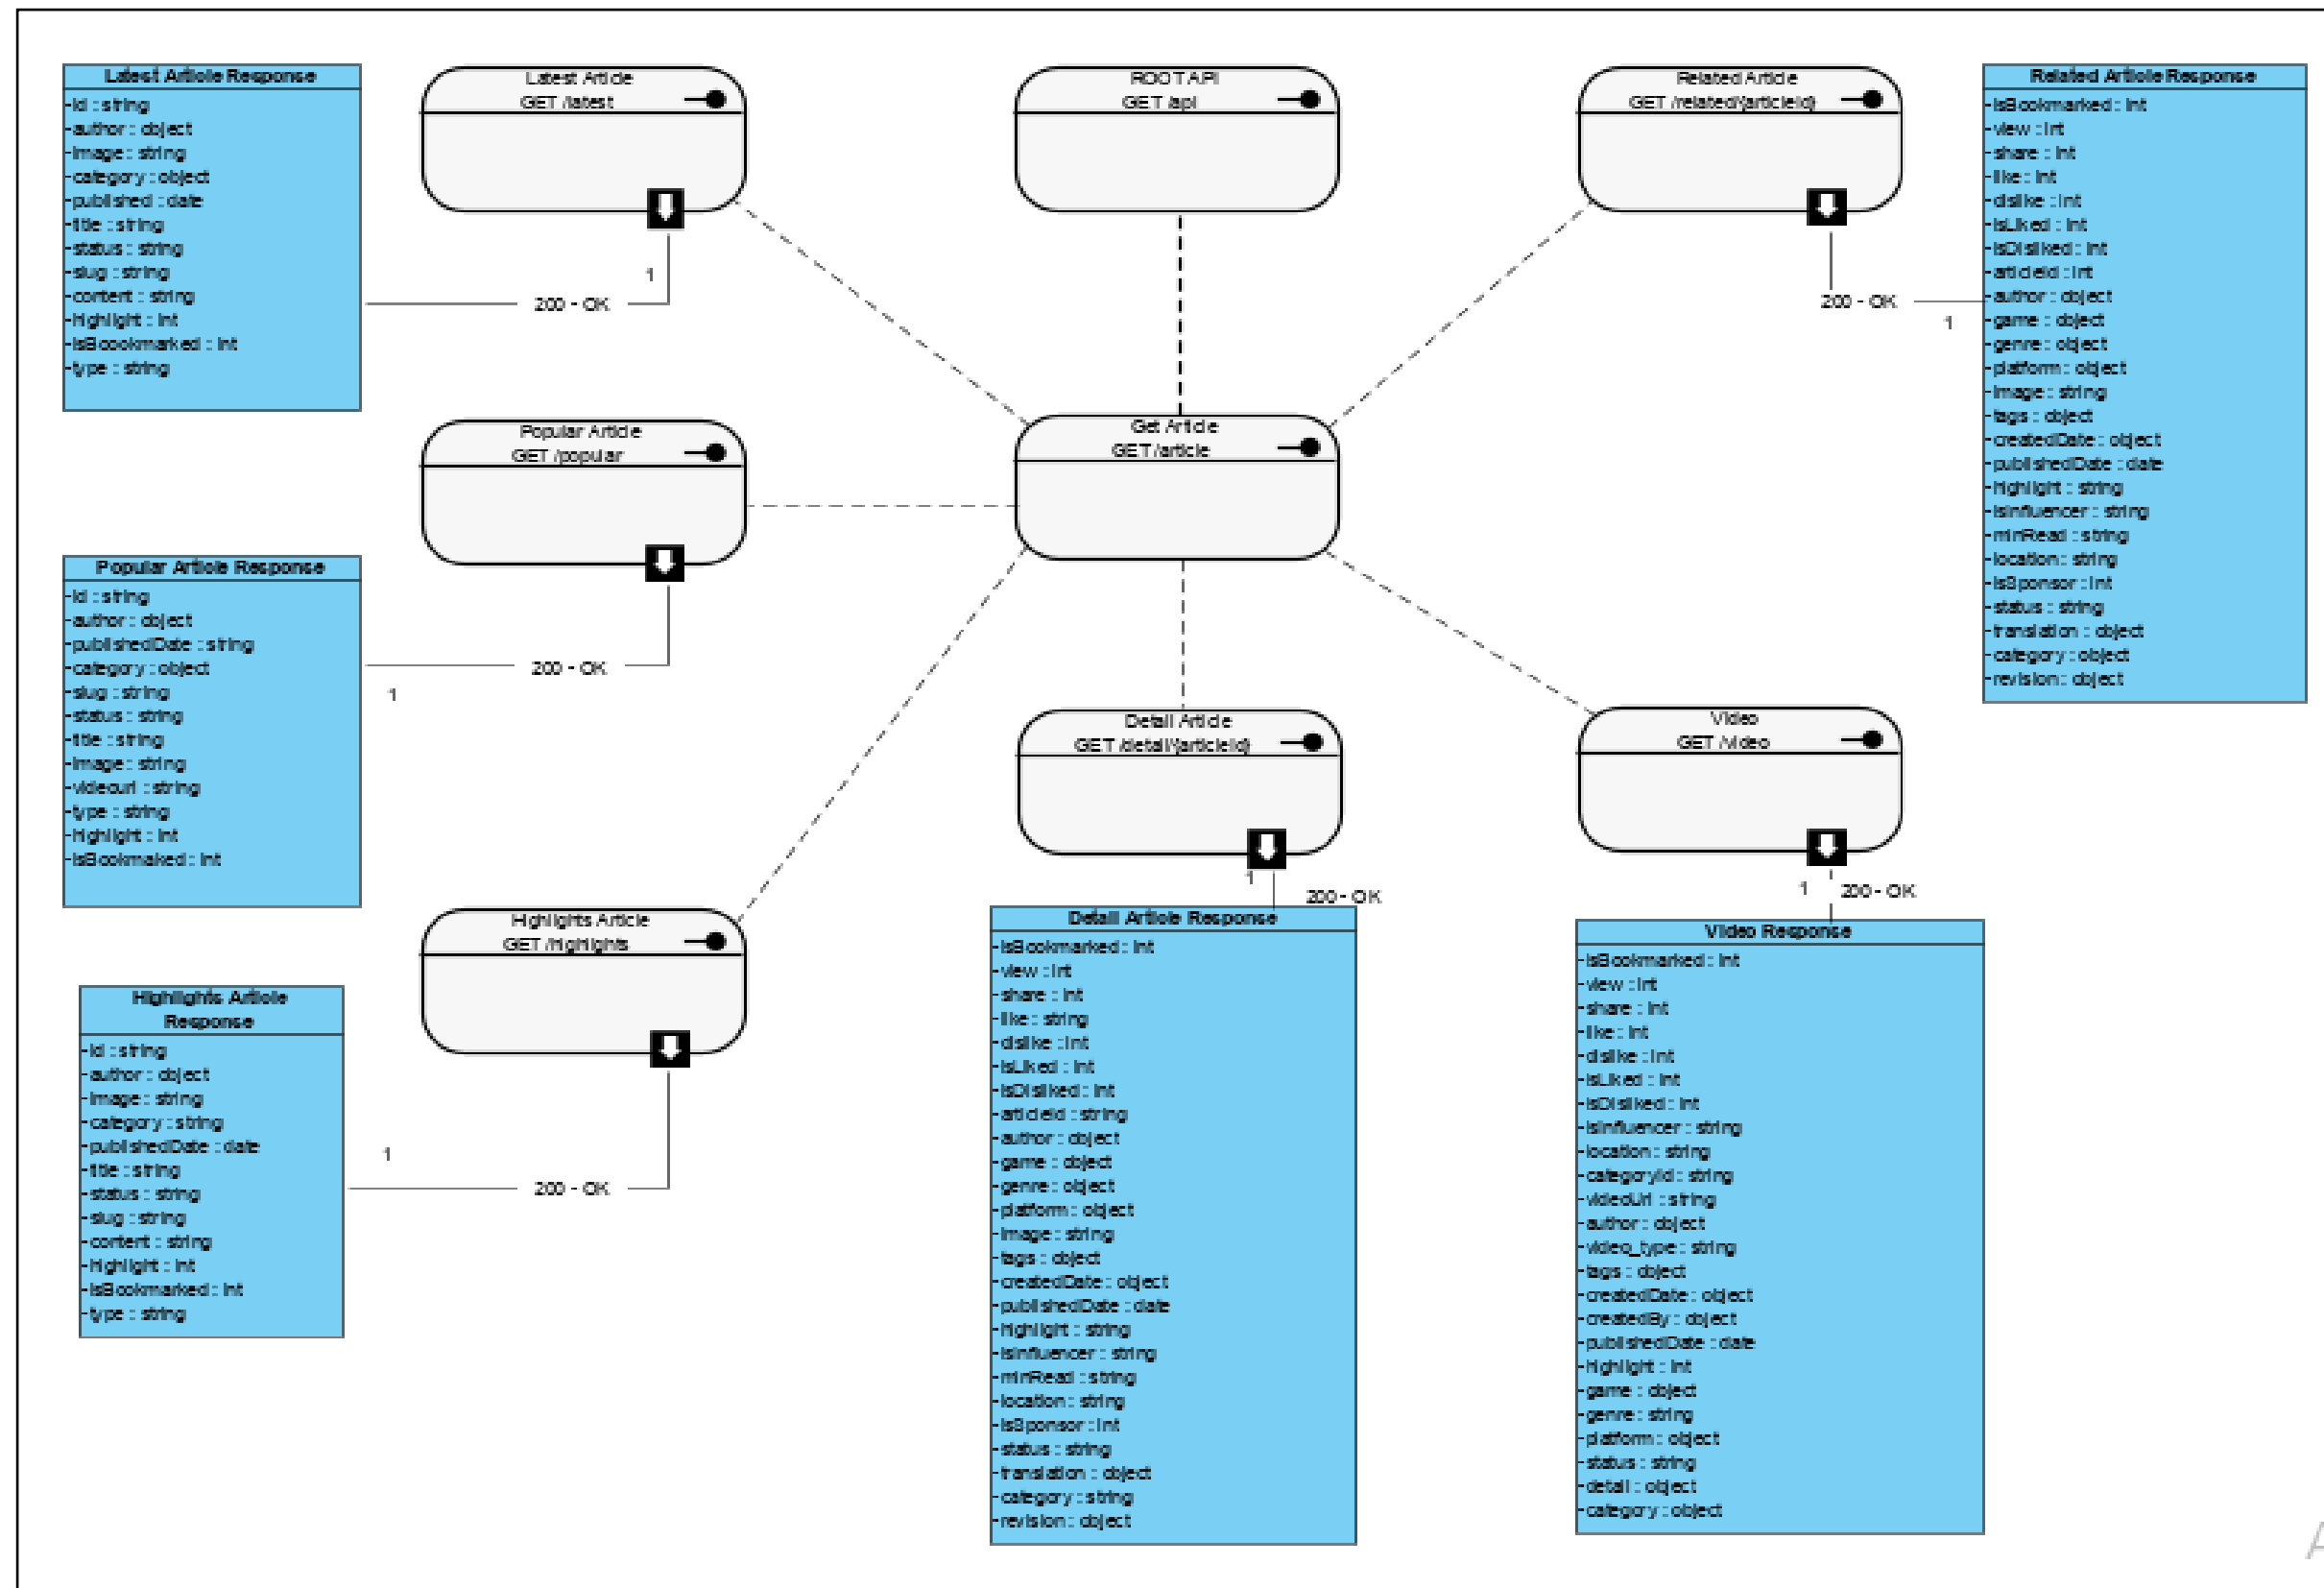 Latest Article Response
-id : string
-author : object
-image : string
-category : object
-published : date
-title : string
-status : string
-slug : string
-content : string
-highlight : int
-isBoookmarked : int
-type : string
Latest Article
GET /latest
1
200 - OK
ROOT API
GET /api
Related Article
GET /related/{articleId}
200 - OK
1
Related Article Response
-isBookmarked : int
-view : int
-share : int
-like : int
-dislike : int
-isLiked : int
-isDisliked : int
-articleId : int
-author : object
-game : object
-genre : object
-platform : object
-image : string
-tags : object
-createdDate : object
-publishedDate : date
-highlight : string
-isInfluencer : string
-minRead : string
-location : string
-isSponsor : int
-status : string
-translation : object
-category : object
-revision : object
Popular Article
GET /popular
200 - OK
1
Get Article
GET /article
Popular Article Response
-id : string
-author : object
-publishedDate : string
-category : object
-slug : string
-status : string
-title : string
-image : string
-videourl : string
-type : string
-highlight : int
-isBookmaked : int
Detail Article
GET /detail/{articleId}
1
200 - OK
Video
GET /video
1
200 - OK
Highlights Article
GET /highlights
1
200 - OK
Highlights Article
Response
-id : string
-author : object
-image : string
-category : string
-publishedDate : date
-title : string
-status : string
-slug : string
-content : string
-highlight : int
-isBookmarked : int
-type : string
Detail Article Response
-isBookmarked : int
-view : int
-share : int
-like : string
-dislike : int
-isLiked : int
-isDisliked : int
-articleId : string
-author : object
-game : object
-genre : object
-platform : object
-image : string
-tags : object
-createdDate : object
-publishedDate : date
-highlight : string
-isInfluencer : string
-minRead : string
-location : string
-isSponsor : int
-status : string
-translation : object
-category : string
-revision : object
Video Response
-isBookmarked : int
-view : int
-share : int
-like : int
-dislike : int
-isLiked : int
-isDisliked : int
-isInfluencer : string
-location : string
-categoryId : string
-videoUrl : string
-author : object
-video_type : string
-tags : object
-createdDate : object
-createdBy : object
-publishedDate : date
-highlight : int
-game : object
-genre : string
-platform : object
-status : string
-detail : object
-category : object